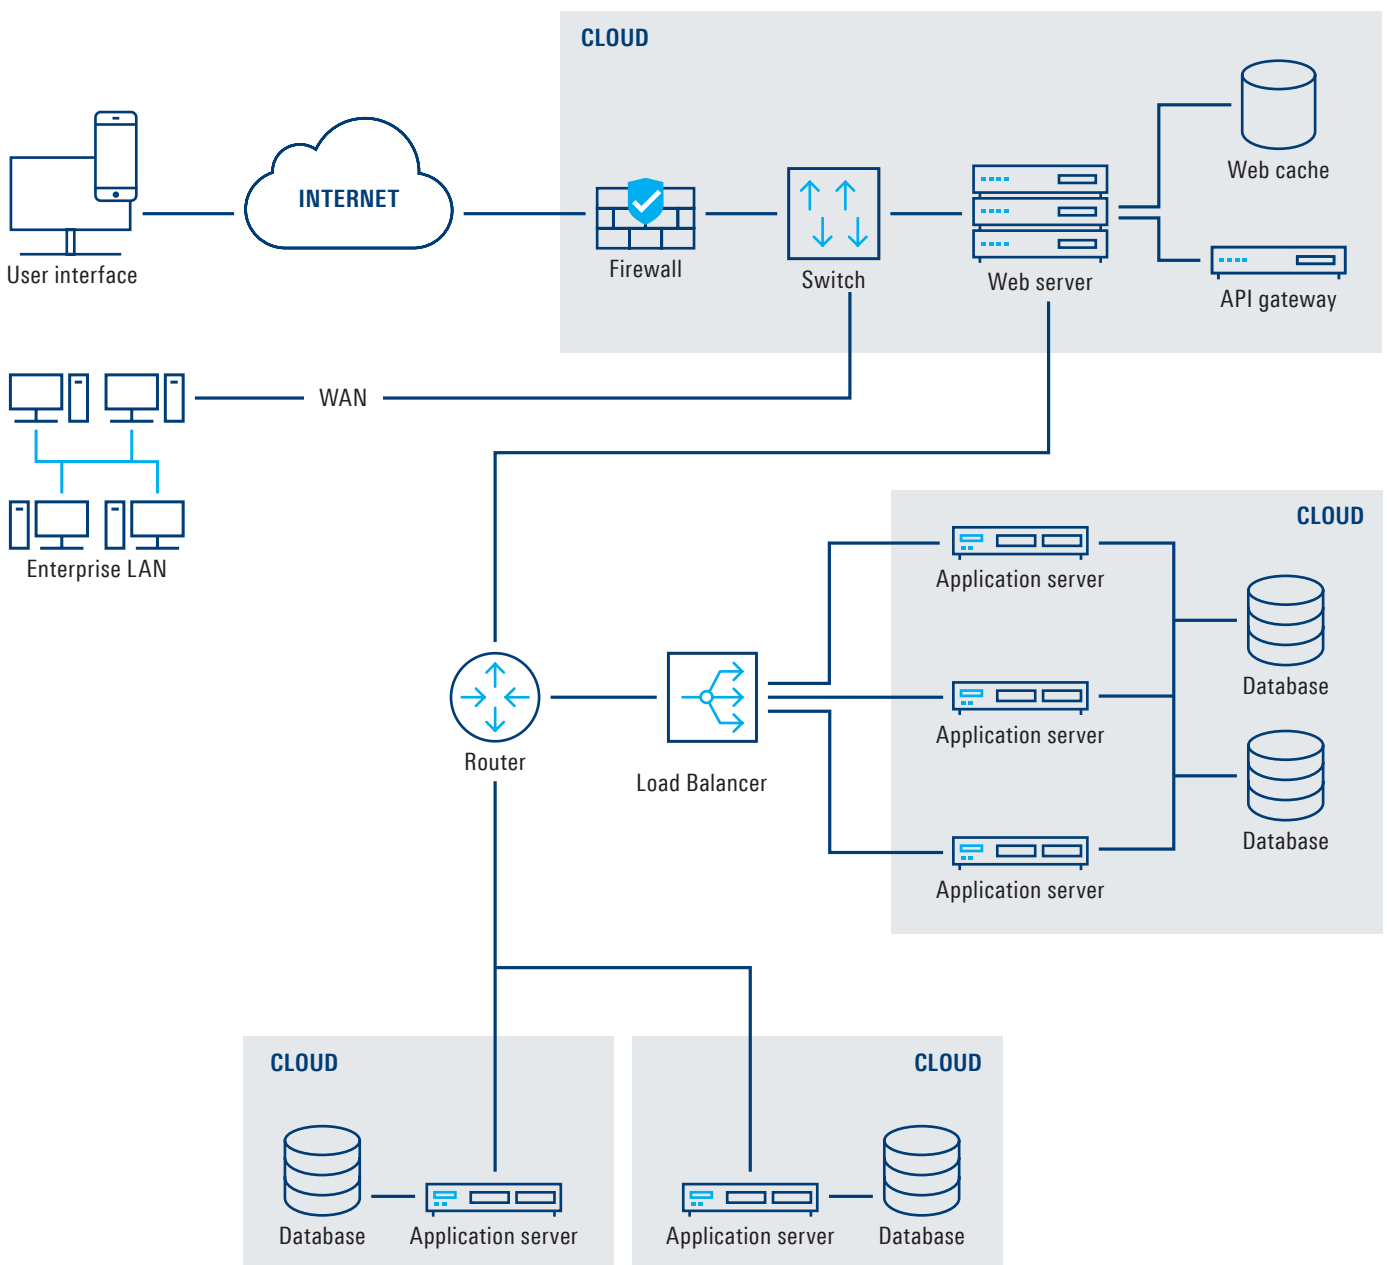 CLOUD
INTERNET
Web cache
User interface
Firewall
Switch
Web server
API gateway
WAN
Enterprise LAN
CLOUD
Application server
Database
Application server
Router
Load Balancer
Database
Application server
CLOUD
CLOUD
Database
Application server
Application server
Database